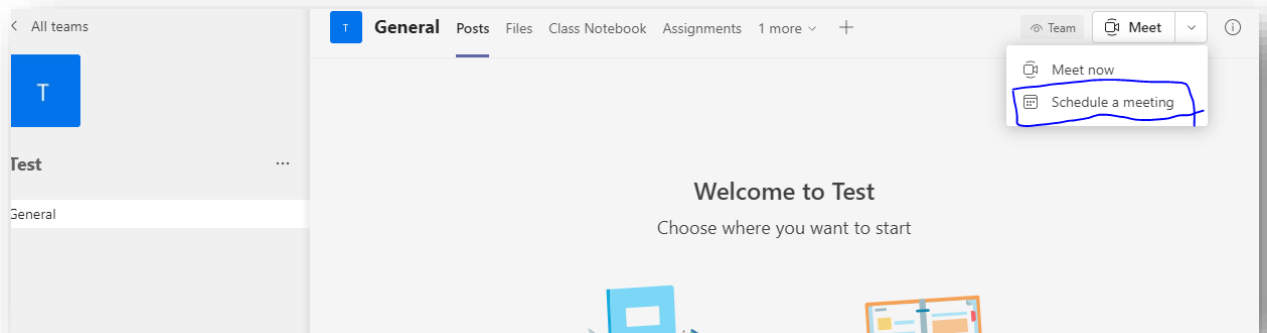 All teams
T
Test
...
General
T
General Posts Files Class Notebook Assignments 1 more +
Team Meet
Meet now
Schedule a meeting
Welcome to Test
Choose where you want to start